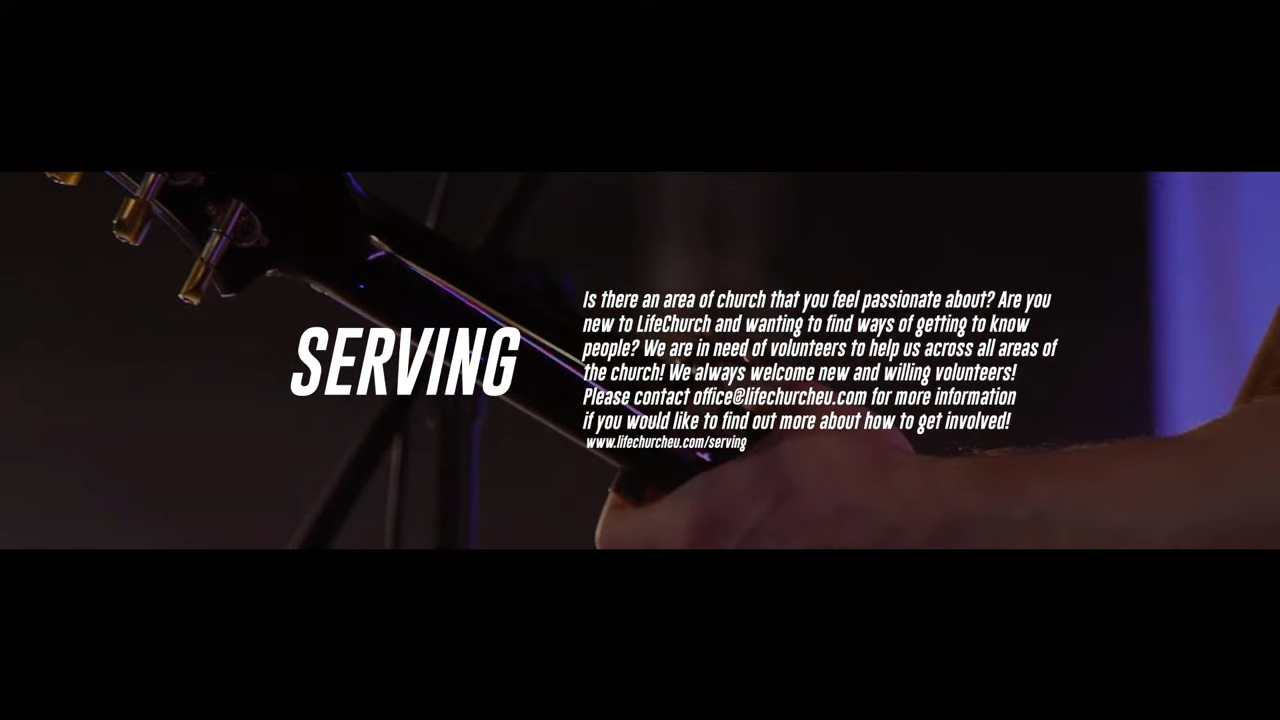 SERVING
Is there an area of church that you feel passionate about? Are you
new to LifeChurch and wanting to find ways of getting to know
people? We are in need of volunteers to help us across all areas of
the church! We always welcome new and willing volunteers!
Please contact office@lifechurcheu.com for more information
if you would like to find out more about how to get involved!
www.lifechurcheu.com/serving